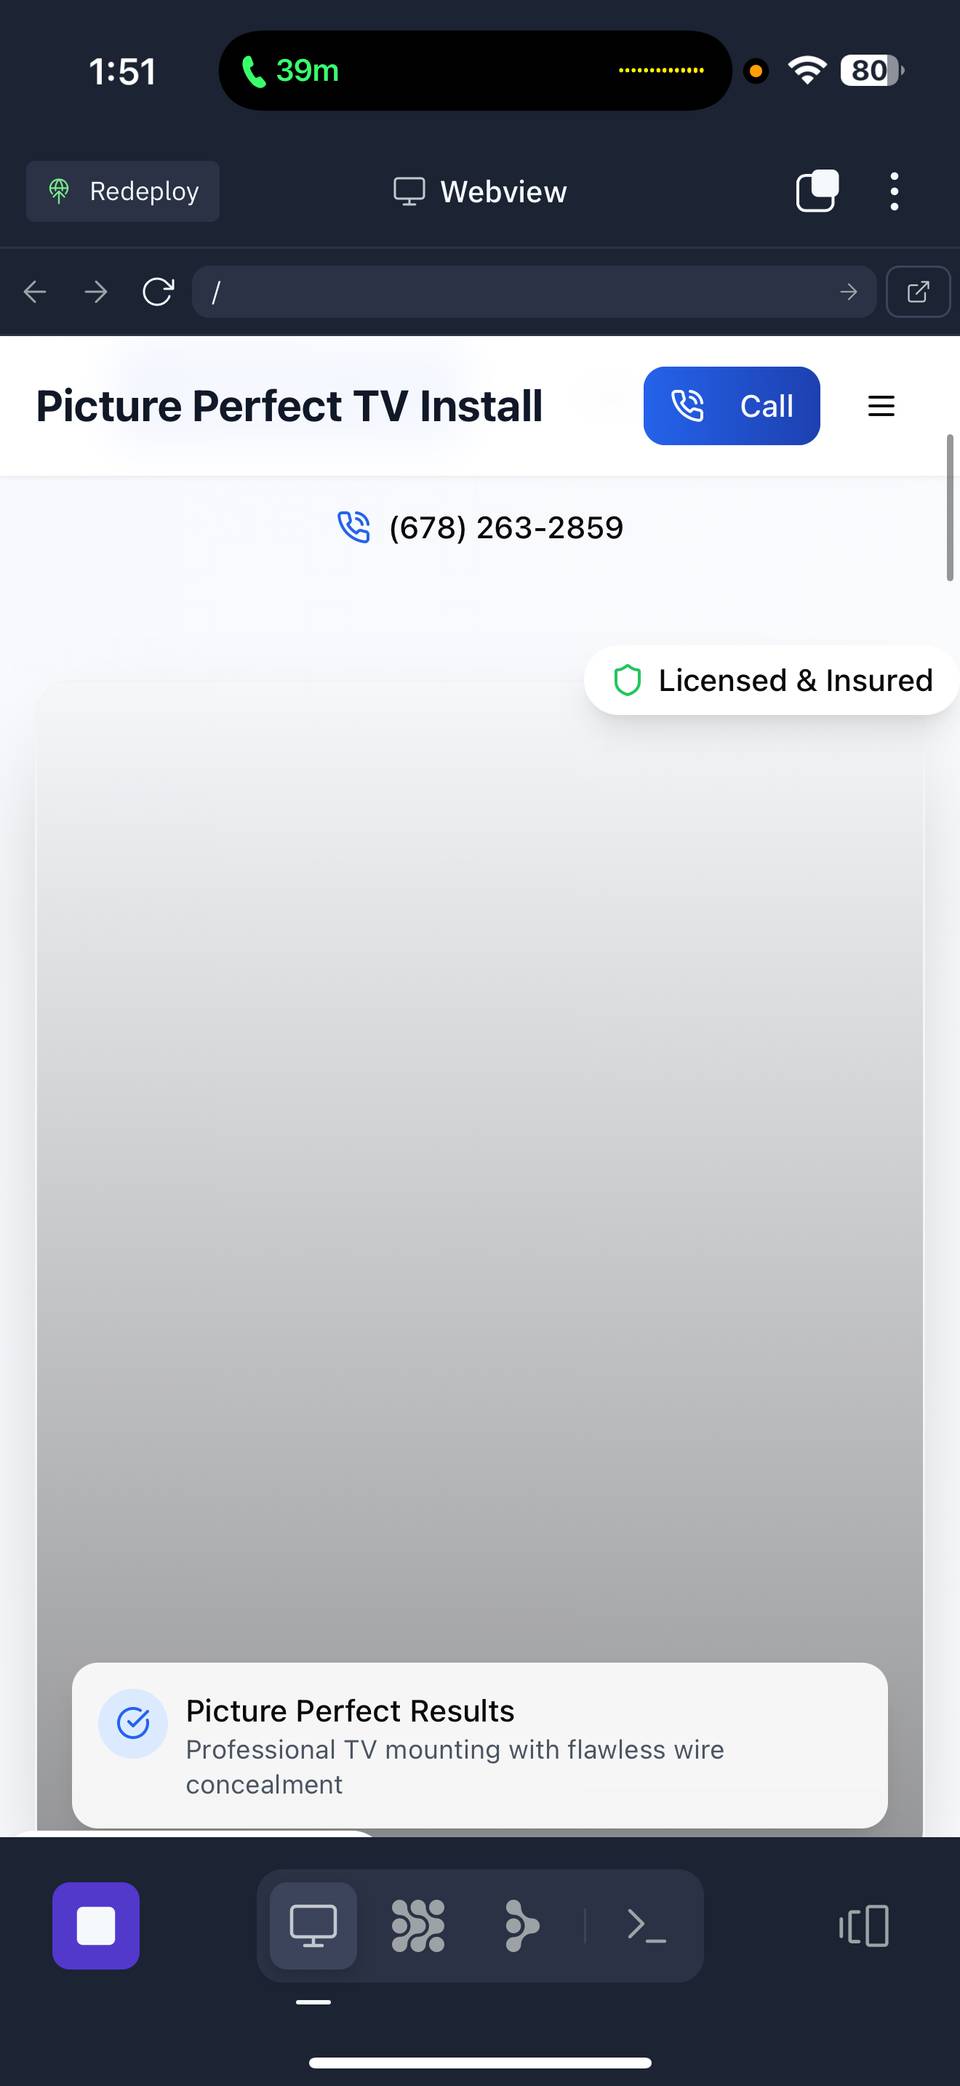 1:51
39m
80
Redeploy
Webview
/
Picture Perfect TV Install
Call
(678) 263-2859
Licensed & Insured
Picture Perfect Results
Professional TV mounting with flawless wire
concealment